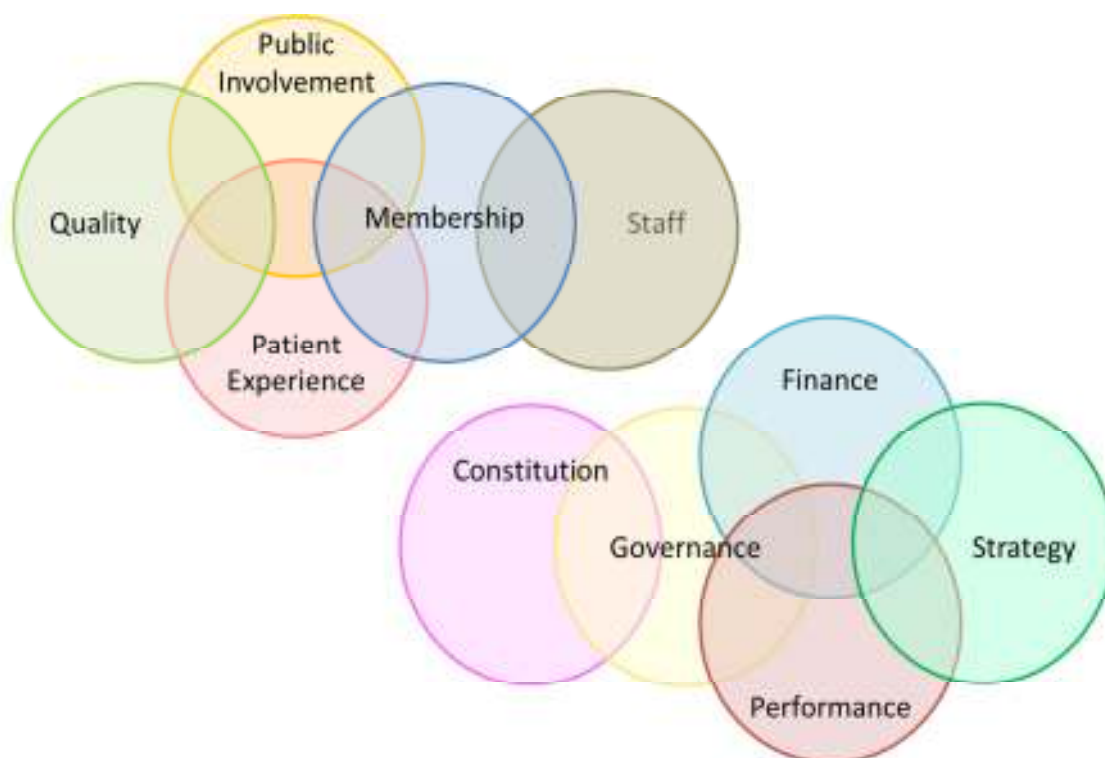 Public
Involvement
Quality
Membership
Staff
Patient
Experience
Finance
Constitution
Governance
Strategy
Performance